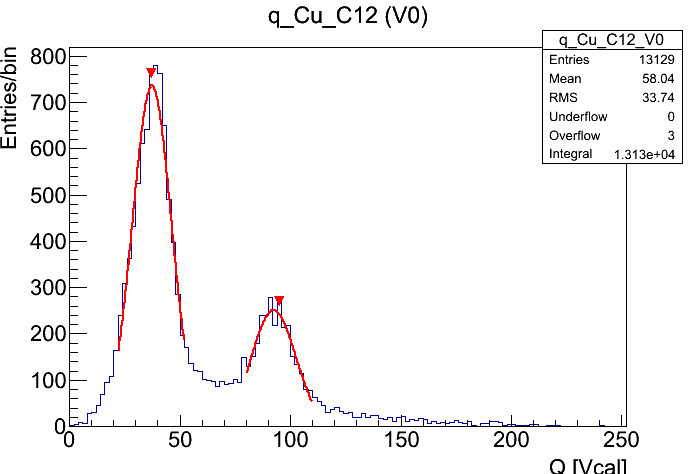 q_Cu_C12 (V0)
q_Cu_C12_V0
Entries 13129
Mean 58.04
RMS 33.74
Underflow 0
Overflow 3
Integral 1.313e+04
Entries/bin
800
700
600
500
400
300
200
100
0
0 50 100 150 200 250
Q [Vcal]